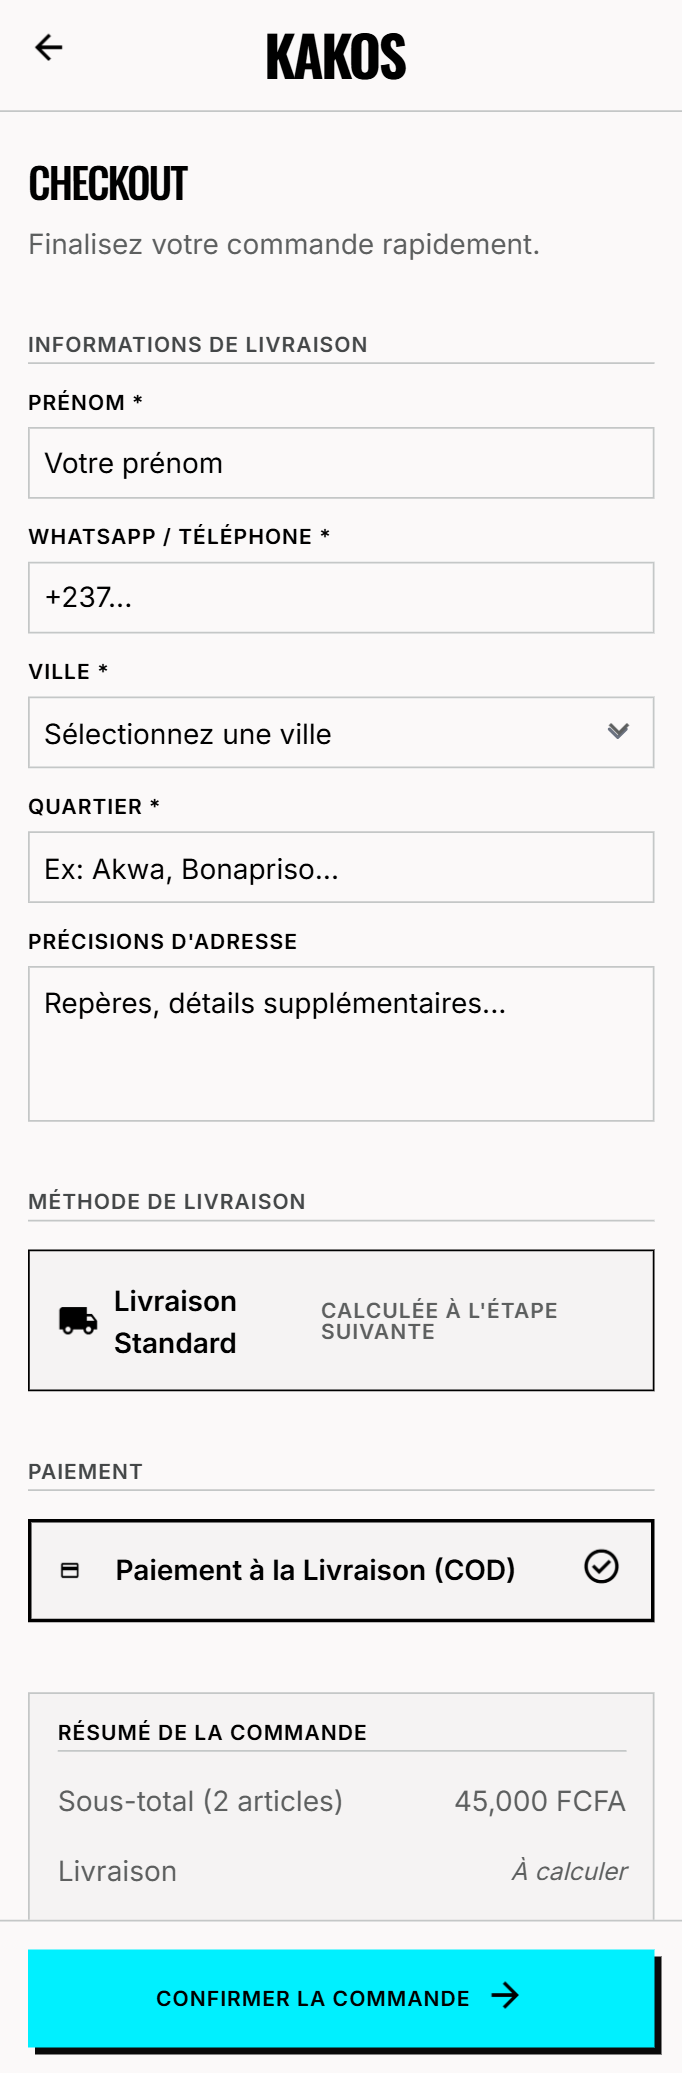 KAKOS
CHECKOUT
Finalisez votre commande rapidement.
INFORMATIONS DE LIVRAISON
PRÉNOM *
Votre prénom
WHATSAPP / TÉLÉPHONE *
+237...
VILLE *
Sélectionnez une ville
QUARTIER *
Ex: Akwa, Bonapriso...
PRÉCISIONS D'ADRESSE
Repères, détails supplémentaires...
MÉTHODE DE LIVRAISON
Livraison
Standard
CALCULÉE À L'ÉTAPE
SUIVANTE
PAIEMENT
Paiement à la Livraison (COD)
RÉSUMÉ DE LA COMMANDE
Sous-total (2 articles) 45,000 FCFA
Livraison À calculer
CONFIRMER LA COMMANDE